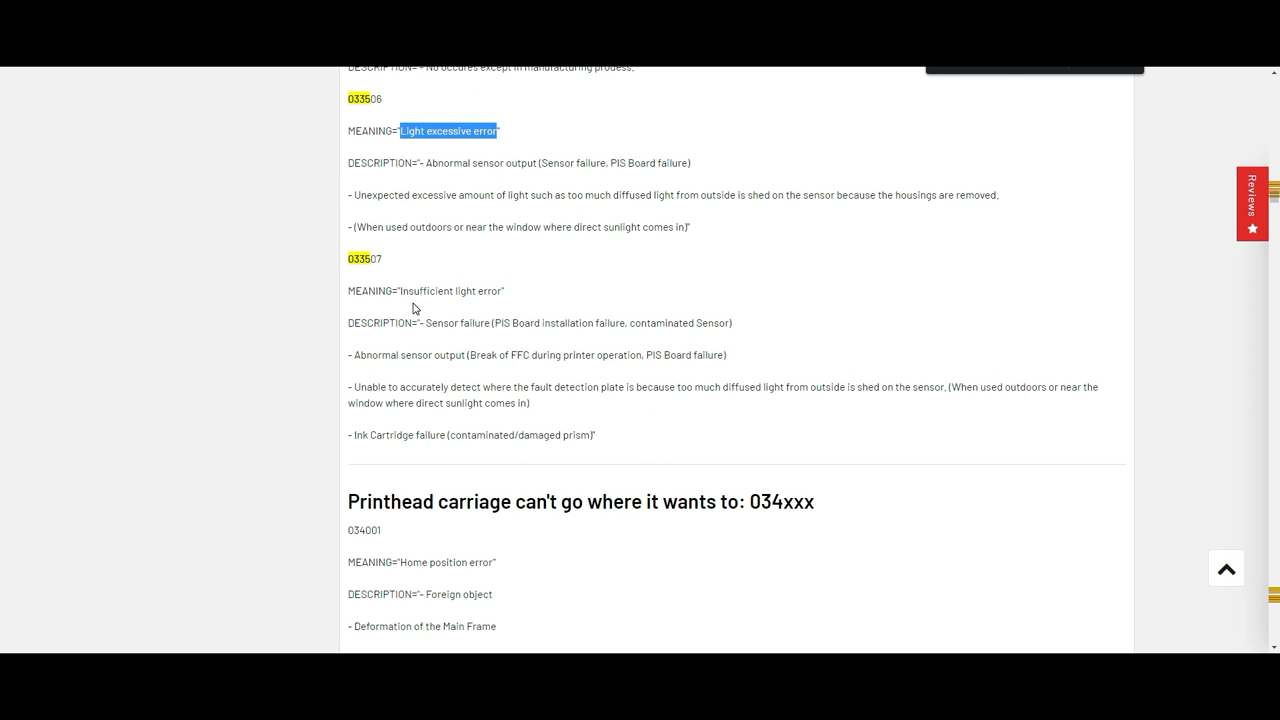 DESCRIPTION="- No occures except in manufacturing prodess.
033506
MEANING="Light excessive error"
DESCRIPTION="- Abnormal sensor output (Sensor failure, PIS Board failure)
- Unexpected excessive amount of light such as too much diffused light from outside is shed on the sensor because the housings are removed.
- (When used outdoors or near the window where direct sunlight comes in)"
033507
MEANING="Insufficient light error"
DESCRIPTION="- Sensor failure (PIS Board installation failure, contaminated Sensor)
- Abnormal sensor output (Break of FFC during printer operation, PIS Board failure)
- Unable to accurately detect where the fault detection plate is because too much diffused light from outside is shed on the sensor. (When used outdoors or near the
window where direct sunlight comes in)
- Ink Cartridge failure (contaminated/damaged prism)"
Printhead carriage can't go where it wants to: 034xxx
034001
MEANING="Home position error"
DESCRIPTION="- Foreign object
- Deformation of the Main Frame
Reviews